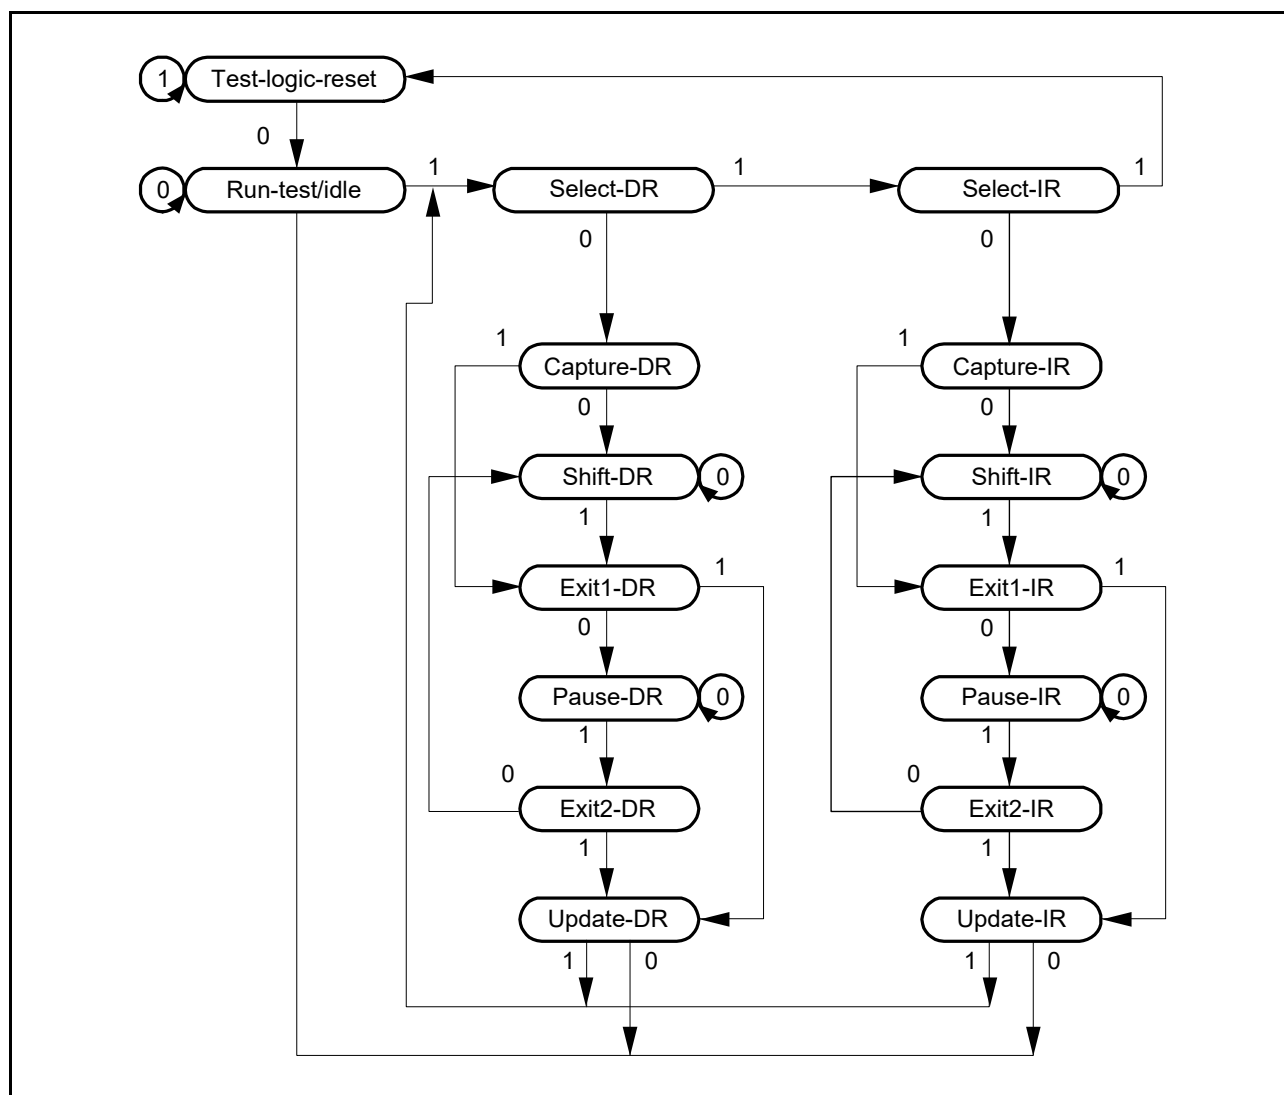 1 Test-logic-reset
0
0 Run-test/idle 1 Select-DR 1 Select-IR 1
0 0
1 1
Capture-DR Capture-IR
0 0
Shift-DR 0 Shift-IR 0
1 1
1 1
Exit1-DR Exit1-IR
0 0
Pause-DR 0 Pause-IR 0
1 1
0 0
Exit2-DR Exit2-IR
1 1
Update-DR Update-IR
1 0 1 0